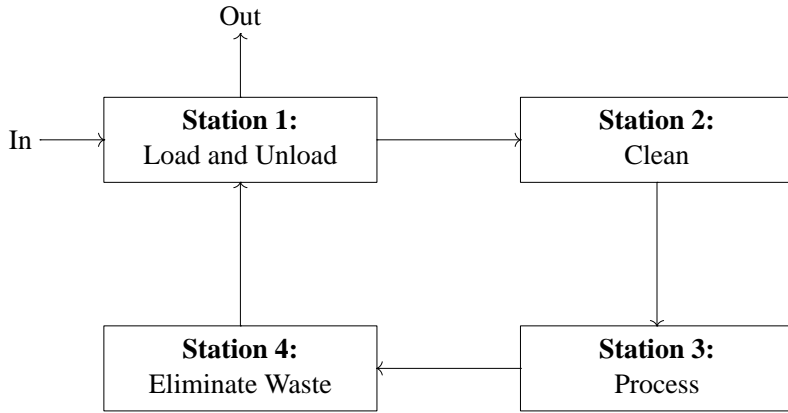 Out
In
Station 1:
Load and Unload
Station 2:
Clean
Station 4:
Eliminate Waste
Station 3:
Process